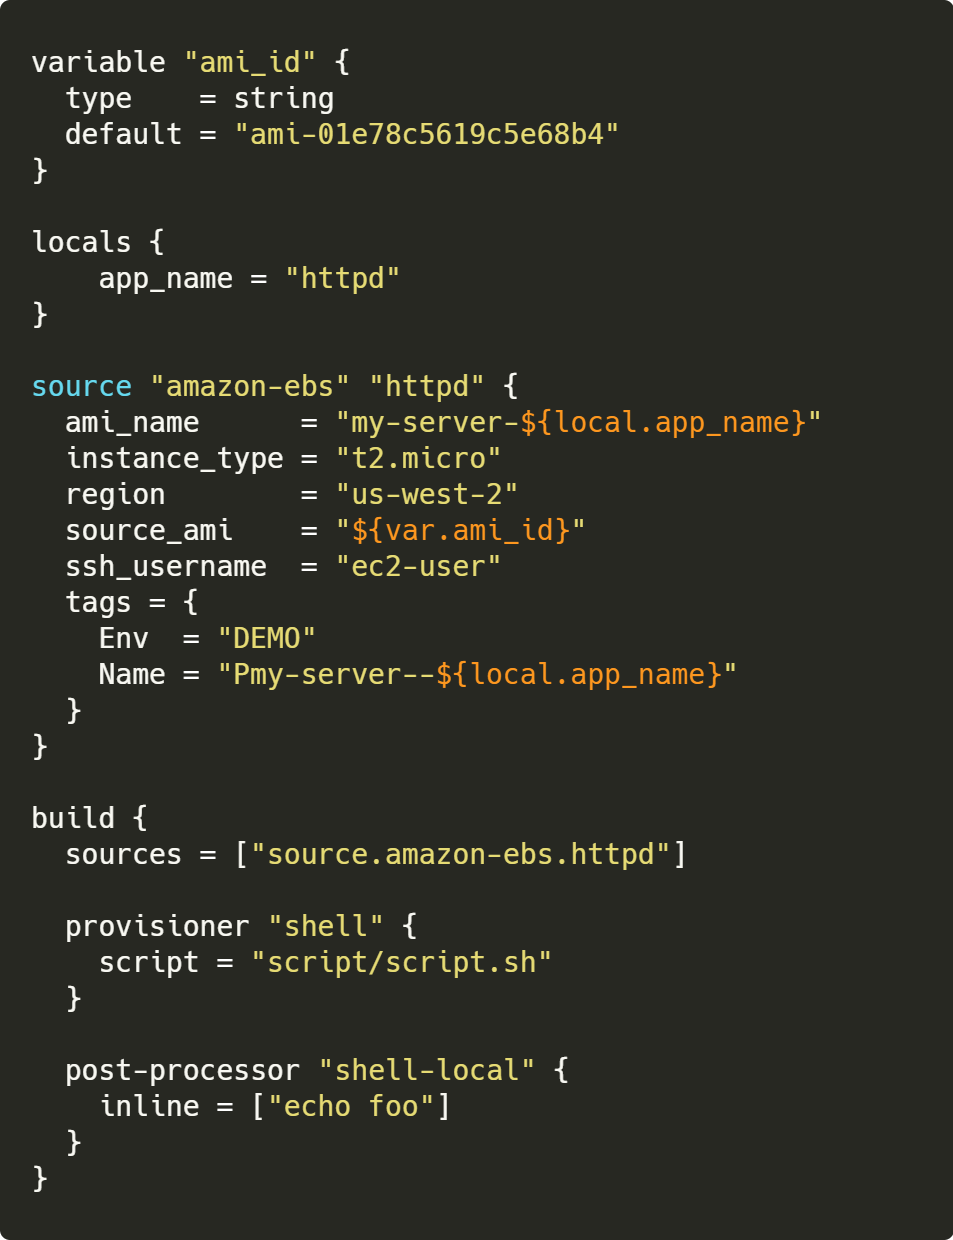 variable "ami_id" {
  type    = string
  default = "ami-01e78c5619c5e68b4"
}

locals {
    app_name = "httpd"
}

source "amazon-ebs" "httpd" {
  ami_name      = "my-server-${local.app_name}"
  instance_type = "t2.micro"
  region        = "us-west-2"
  source_ami    = "${var.ami_id}"
  ssh_username  = "ec2-user"
  tags = {
    Env  = "DEMO"
    Name = "Pmy-server--${local.app_name}"
  }
}

build {
  sources = ["source.amazon-ebs.httpd"]

  provisioner "shell" {
    script = "script/script.sh"
  }

  post-processor "shell-local" {
    inline = ["echo foo"]
  }
}